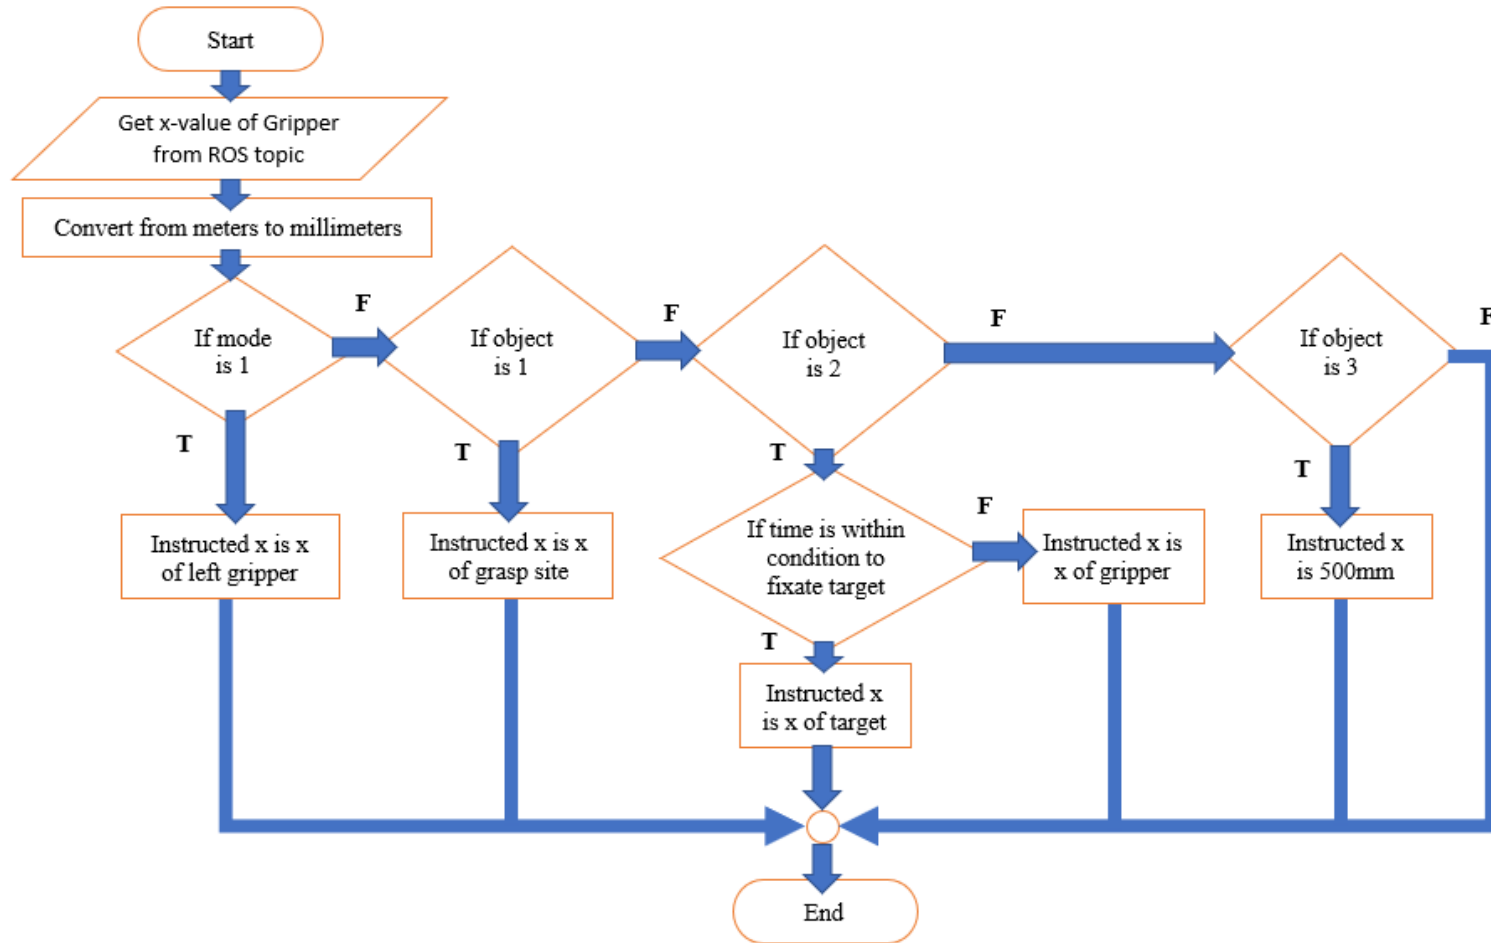 Start
Get x-value of Gripper
from ROS topic
Convert from meters to millimeters
If mode
is 1
F
If object
is 1
F
If object
is 2
F
If object
is 3
F
T
Instructed x is x
of left gripper
T
Instructed x is x
of grasp site
T
If time is within
condition to
fixate target
F
Instructed x is
x of gripper
T
Instructed x
is 500mm
T
Instructed x
is x of target
End